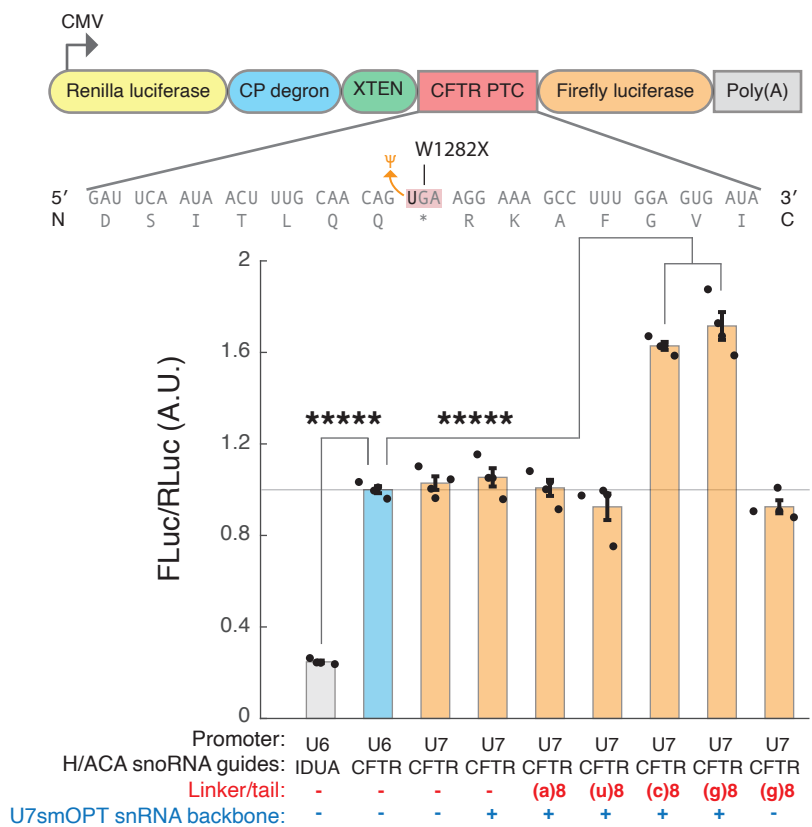 CMV
Renilla luciferase CP degron XTEN CFTR PTC Firefly luciferase Poly(A)
Ψ W1282X
5′ GAU UCA AUA ACU UUG CAA CAG UGA AGG AAA GCC UUU GGA GUG AUA 3′
N D S I T L Q Q * R K A F G V I C
FLuc/RLuc (A.U.)
2
1.6
1.2
0.8
0.4
0
***** *****
Promoter: U6 U6 U7 U7 U7 U7 U7 U7 U7
H/ACA snoRNA guides: IDUA CFTR CFTR CFTR CFTR CFTR CFTR CFTR CFTR
Linker/tail: - - - - (a)8 (u)8 (c)8 (g)8 (g)8
U7smOPT snRNA backbone: - - - + + + + + -